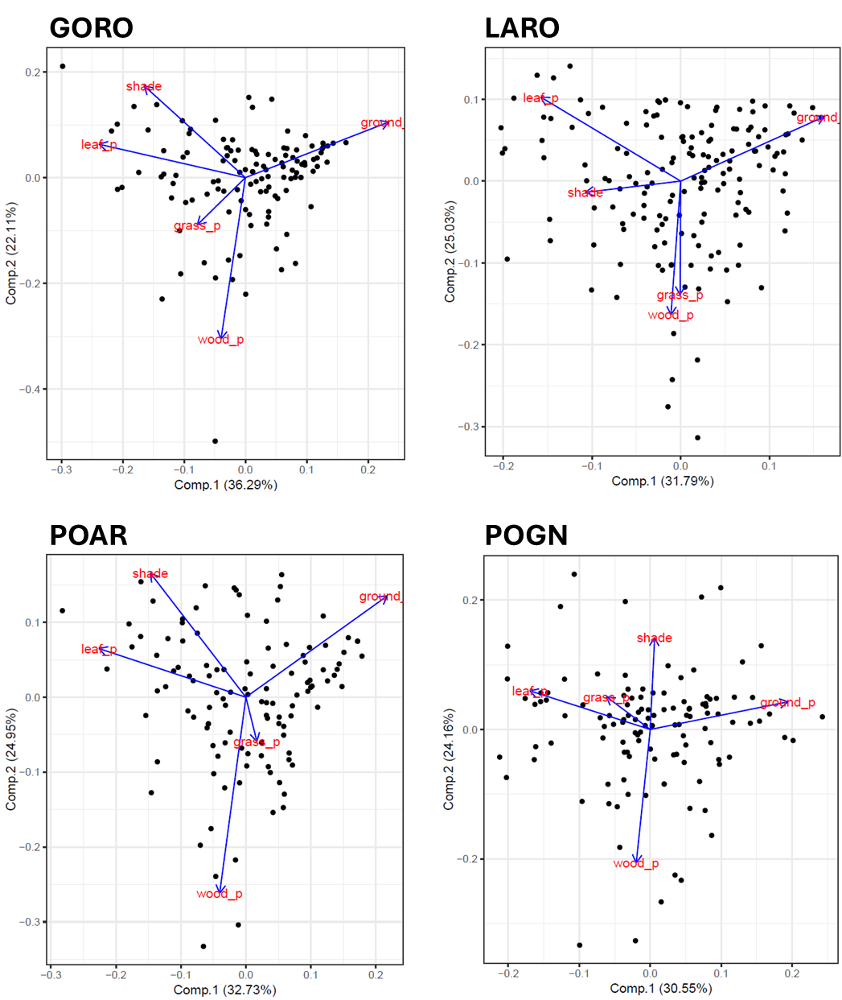 GORO
LARO
0.2
0.0
−0.2
−0.4
Comp.2 (22.11%)
shade
leaf_p
grass_p
wood_p
ground_
−0.3 −0.2 −0.1 0.0 0.1 0.2
Comp.1 (36.29%)
0.1
0.0
−0.1
−0.2
−0.3
Comp.2 (25.03%)
leaf_p
ground_
shade
grass_p
wood_p
−0.2 −0.1 0.0 0.1
Comp.1 (31.79%)
POAR
POGN
0.1
0.0
−0.1
−0.2
−0.3
Comp.2 (24.95%)
shade
ground_
leaf_p
grass_p
wood_p
−0.3 −0.2 −0.1 0.0 0.1 0.2
Comp.1 (32.73%)
0.2
0.0
−0.2
Comp.2 (24.16%)
shade
leaf_p
grass_p
ground_p
wood_p
−0.2 −0.1 0.0 0.1 0.2
Comp.1 (30.55%)